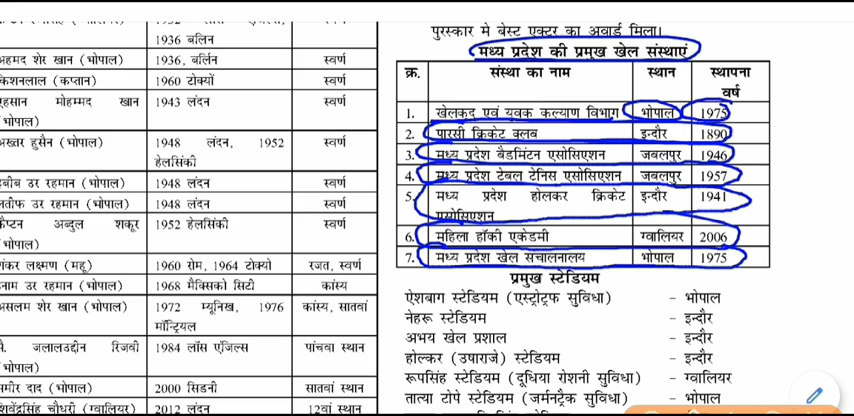 1936 बलिन
अहमद शेर खान (भोपाल) 1936, बर्लिन स्वर्ण
किशनलाल (कप्तान) 1960 टोक्यों स्वर्ण
एहसान मोहम्मद खान 1943 लंदन स्वर्ण
भोपाल)
अख्तर हुसैन (भोपाल) 1948 लंदन, 1952 स्वर्ण
हेलसिंकी
हबीब उर रहमान (भोपाल) 1948 लंदन स्वर्ण
लतीफ उर रहमान (भोपाल) 1948 लंदन स्वर्ण
कैप्टन अब्दुल शकूर 1952 हेलसिंकी स्वर्ण
भोपाल)
शंकर लक्ष्मण (महू) 1960 रोम, 1964 टोक्यो रजत, स्वर्ण
इनाम उर रहमान (भोपाल) 1968 मैक्सिको सिटी कांस्य
असलम शेर खान (भोपाल) 1972 म्यूनिख, 1976 कांस्य, सातवां
मॉन्ट्रियल
जलालउद्दीन रिजवी 1984 लॉस एंजिल्स पांचवा स्थान
भोपाल)
समीर दाद (भोपाल) 2000 सिडनी सातवां स्थान
शिवेंद्रसिंह चौधरी (ग्वालियर) 2012 लंदन 12वां स्थान
पुरस्कार मे बेस्ट एक्टर का अवार्ड मिला।
मध्य प्रदेश की प्रमुख खेल संस्थाएं
क्र. संस्था का नाम स्थान स्थापना
वर्ष
1. खेलकूद एवं युवक कल्याण विभाग भोपाल 1975
2. पारसी क्रिकेट क्लब इन्दौर 1890
3. मध्य प्रदेश बैडमिंटन एसोसिएशन जबलपुर 1946
4. मध्य प्रदेश टेबल टेनिस एसोसिएशन जबलपुर 1957
5. मध्य प्रदेश होलकर क्रिकेट इन्दौर 1941
एसोसिएशन
6. महिला हॉकी एकेडमी ग्वालियर 2006
7. मध्य प्रदेश खेल संचालनालय भोपाल 1975
प्रमुख स्टेडियम
ऐशबाग स्टेडियम (एस्ट्रोट्रफ सुविधा) - भोपाल
नेहरू स्टेडियम - इन्दौर
अभय खेल प्रशाल - इन्दौर
होल्कर (उषाराजे) स्टेडियम - इन्दौर
रूपसिंह स्टेडियम (दूधिया रोशनी सुविधा) - ग्वालियर
तात्या टोपे स्टेडियम (जर्मनट्रैक सुविधा) - भोपाल